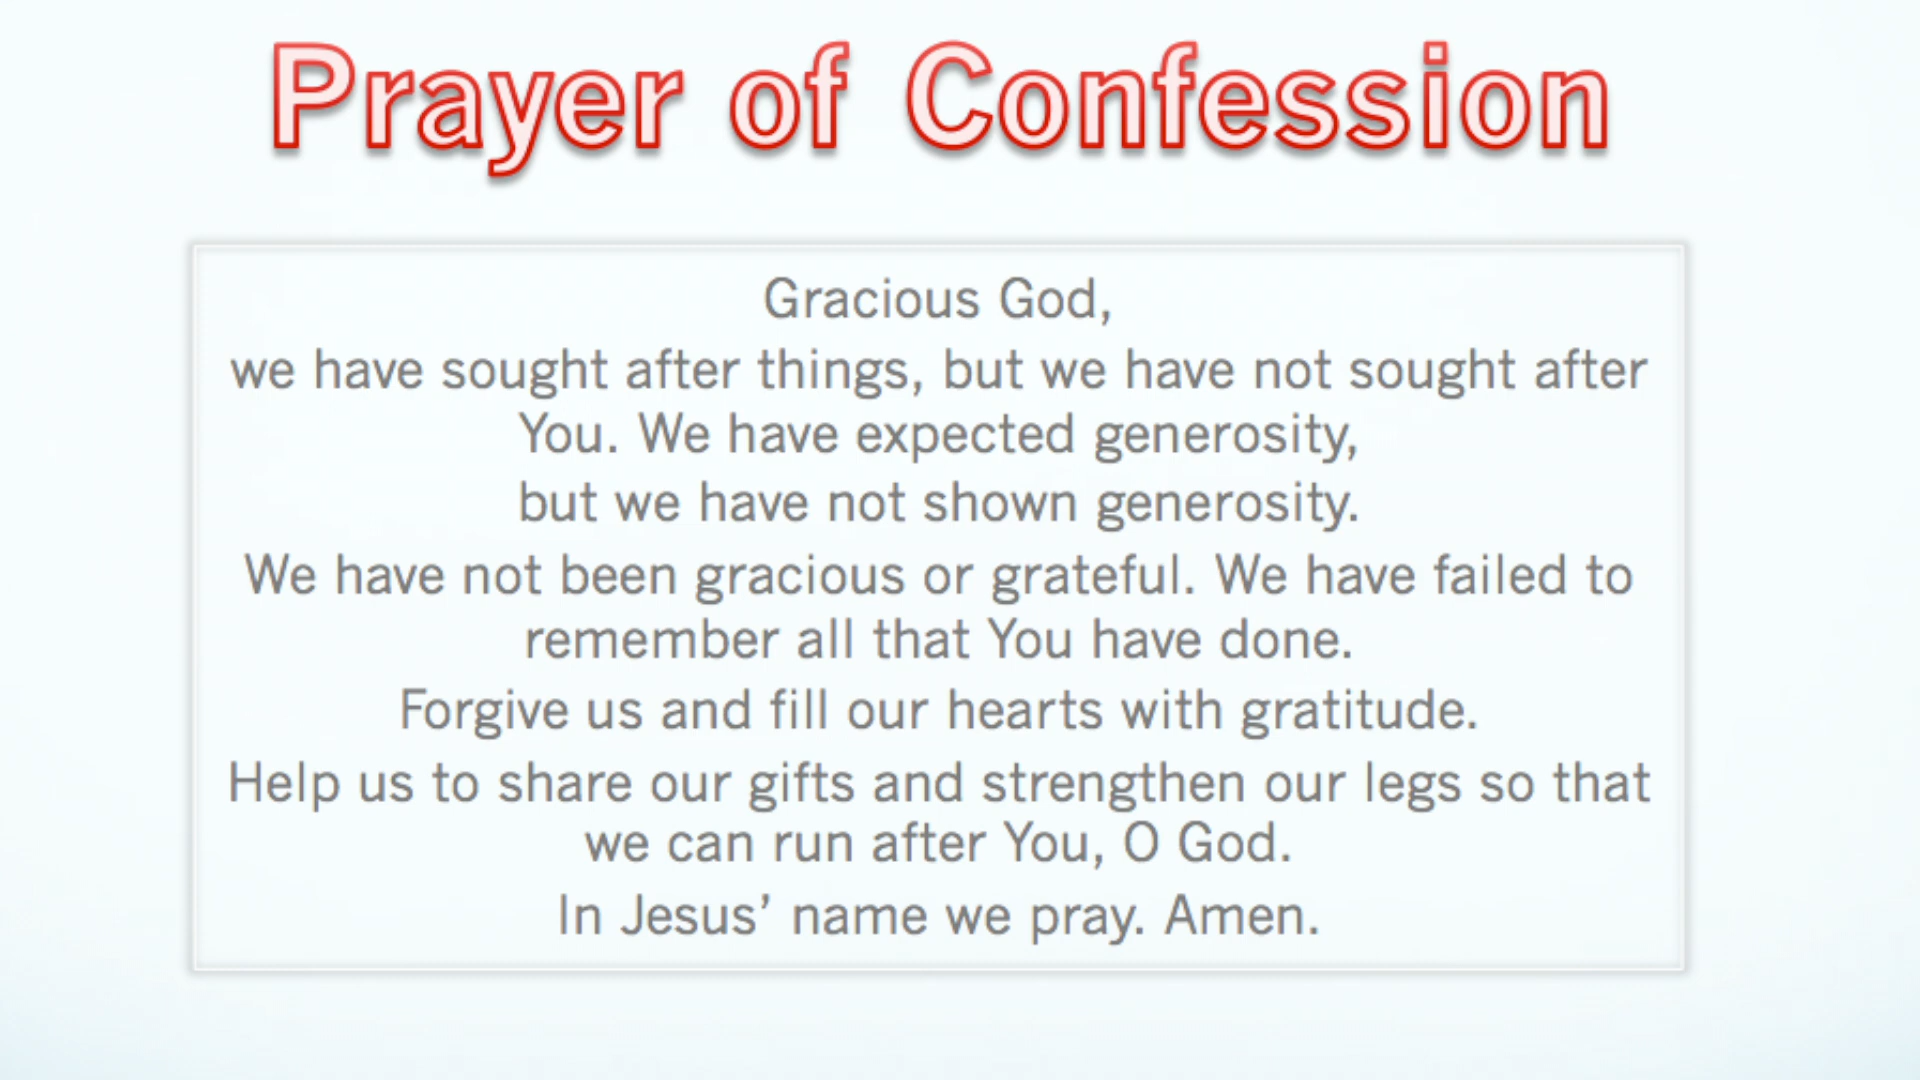 Prayer of Confession
Gracious God,
we have sought after things, but we have not sought after
You. We have expected generosity,
but we have not shown generosity.
We have not been gracious or grateful. We have failed to
remember all that You have done.
Forgive us and fill our hearts with gratitude.
Help us to share our gifts and strengthen our legs so that
we can run after You, O God.
In Jesus’ name we pray. Amen.